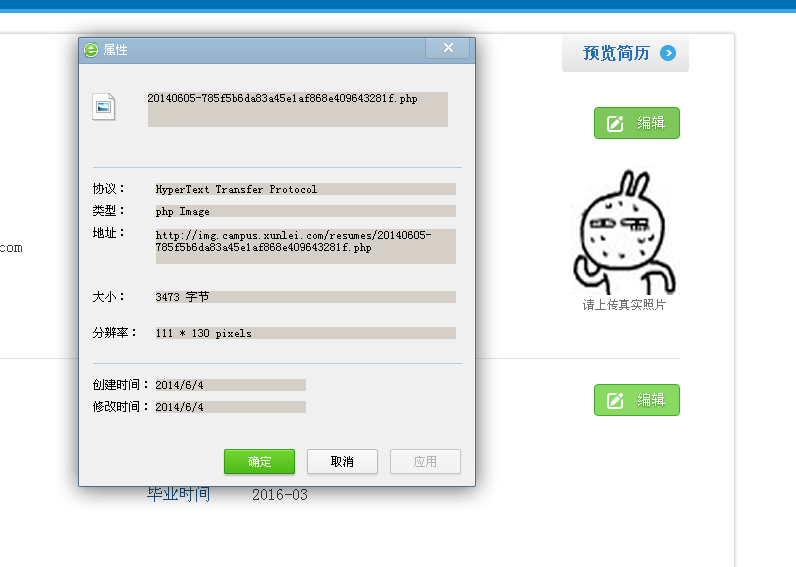 属性
预览简历
20140605-785f5b6da83a45e1af868e409643281f.php
编辑
协议：
HyperText Transfer Protocol
类型：
php Image
地址：
http://img.campus.xunlei.com/resumes/20140605-
785f5b6da83a45e1af868e409643281f.php
com
大小：
3473 字节
请上传真实照片
分辨率：
111 * 130 pixels
创建时间：
2014/6/4
编辑
修改时间：
2014/6/4
确定
取消
应用
毕业时间
2016-03